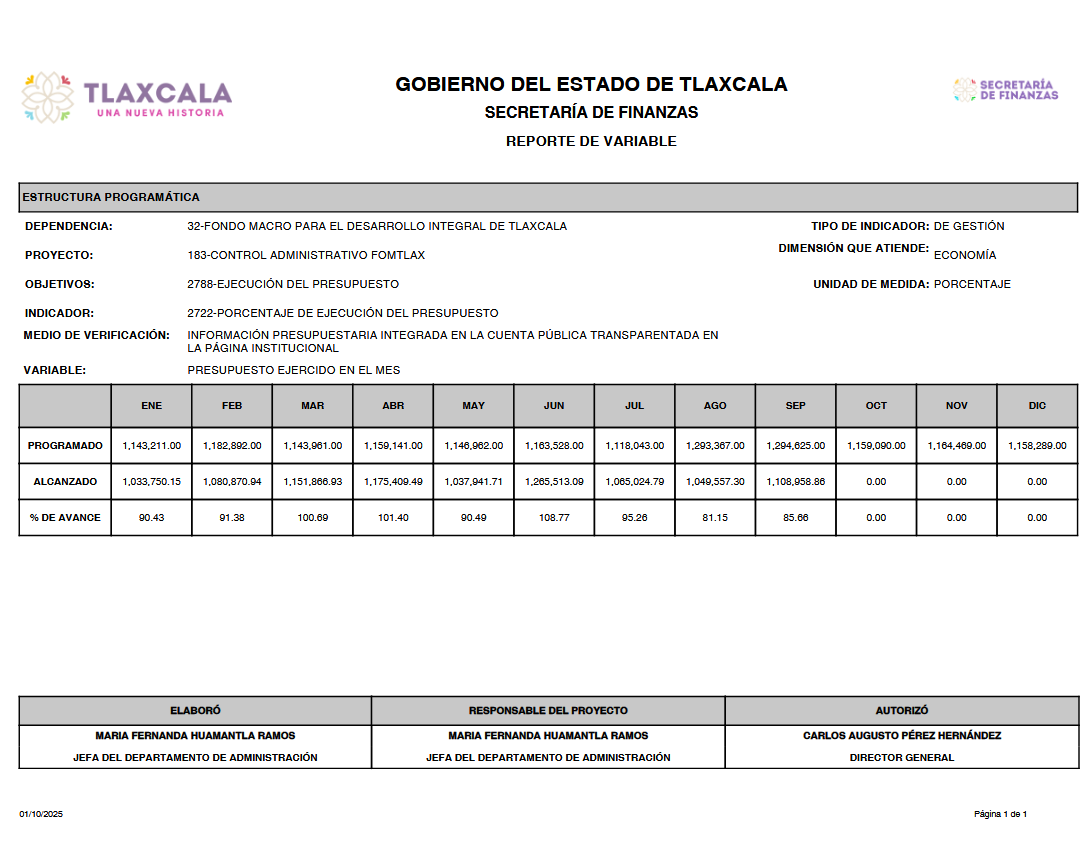 TLAXCALA
UNA NUEVA HISTORIA
GOBIERNO DEL ESTADO DE TLAXCALA
SECRETARÍA DE FINANZAS
REPORTE DE VARIABLE
SECRETARÍA
DE FINANZAS
ESTRUCTURA PROGRAMÁTICA
DEPENDENCIA: 32-FONDO MACRO PARA EL DESARROLLO INTEGRAL DE TLAXCALA TIPO DE INDICADOR: DE GESTIÓN
PROYECTO: 183-CONTROL ADMINISTRATIVO FOMTLAX DIMENSIÓN QUE ATIENDE: ECONOMÍA
OBJETIVOS: 2788-EJECUCIÓN DEL PRESUPUESTO UNIDAD DE MEDIDA: PORCENTAJE
INDICADOR: 2722-PORCENTAJE DE EJECUCIÓN DEL PRESUPUESTO
MEDIO DE VERIFICACIÓN: INFORMACIÓN PRESUPUESTARIA INTEGRADA EN LA CUENTA PÚBLICA TRANSPARENTADA EN
LA PÁGINA INSTITUCIONAL
VARIABLE: PRESUPUESTO EJERCIDO EN EL MES
ENE FEB MAR ABR MAY JUN JUL AGO SEP OCT NOV DIC
PROGRAMADO 1,143,211.00 1,182,892.00 1,143,961.00 1,159,141.00 1,146,962.00 1,163,528.00 1,118,043.00 1,293,367.00 1,294,625.00 1,159,090.00 1,164,469.00 1,158,289.00
ALCANZADO 1,033,750.15 1,080,870.94 1,151,866.93 1,175,409.49 1,037,941.71 1,265,513.09 1,065,024.79 1,049,557.30 1,108,958.86 0.00 0.00 0.00
% DE AVANCE 90.43 91.38 100.69 101.40 90.49 108.77 95.26 81.15 85.66 0.00 0.00 0.00
ELABORÓ RESPONSABLE DEL PROYECTO AUTORIZÓ
MARIA FERNANDA HUAMANTLA RAMOS MARIA FERNANDA HUAMANTLA RAMOS CARLOS AUGUSTO PÉREZ HERNÁNDEZ
JEFA DEL DEPARTAMENTO DE ADMINISTRACIÓN JEFA DEL DEPARTAMENTO DE ADMINISTRACIÓN DIRECTOR GENERAL
01/10/2025 Página 1 de 1